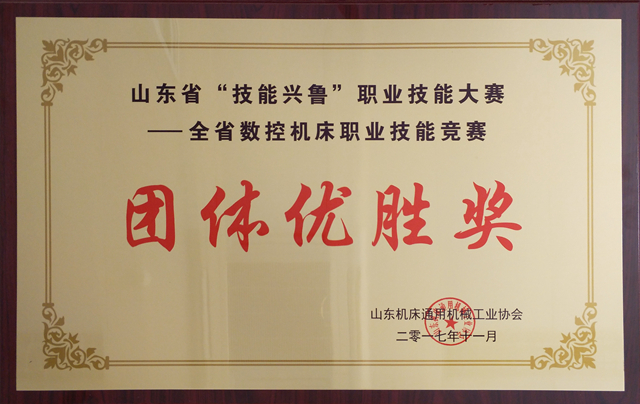 山东省“技能兴鲁”职业技能大赛
——全省数控机床职业技能竞赛
团体优胜奖
山东机床通用机械工业协会
二零一七年十一月